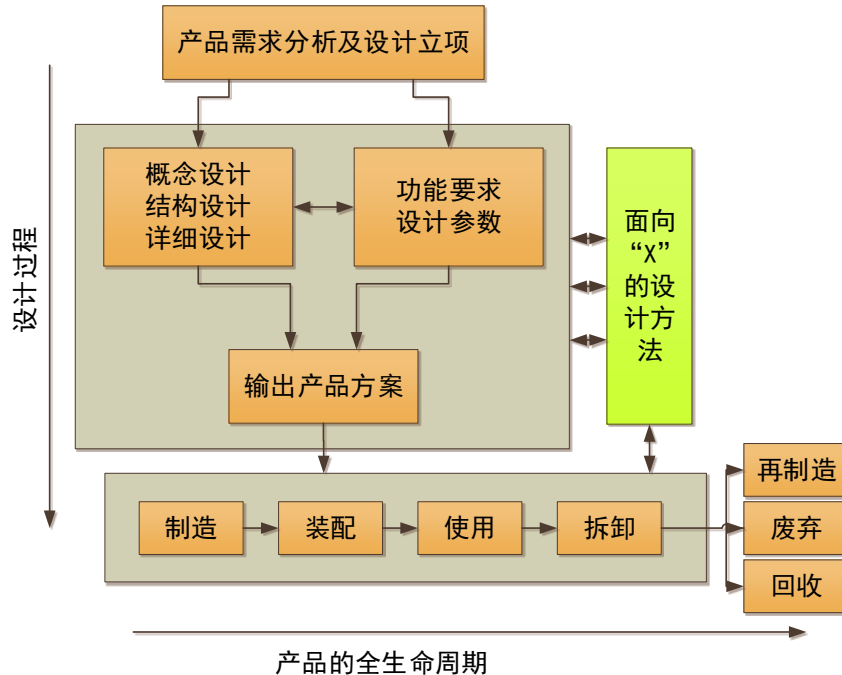 产品需求分析及设计立项
概念设计
结构设计
详细设计
功能要求
设计参数
面向
“X”
的设
计方
法
设计过程
输出产品方案
制造
装配
使用
拆卸
再制造
废弃
回收
产品的全生命周期